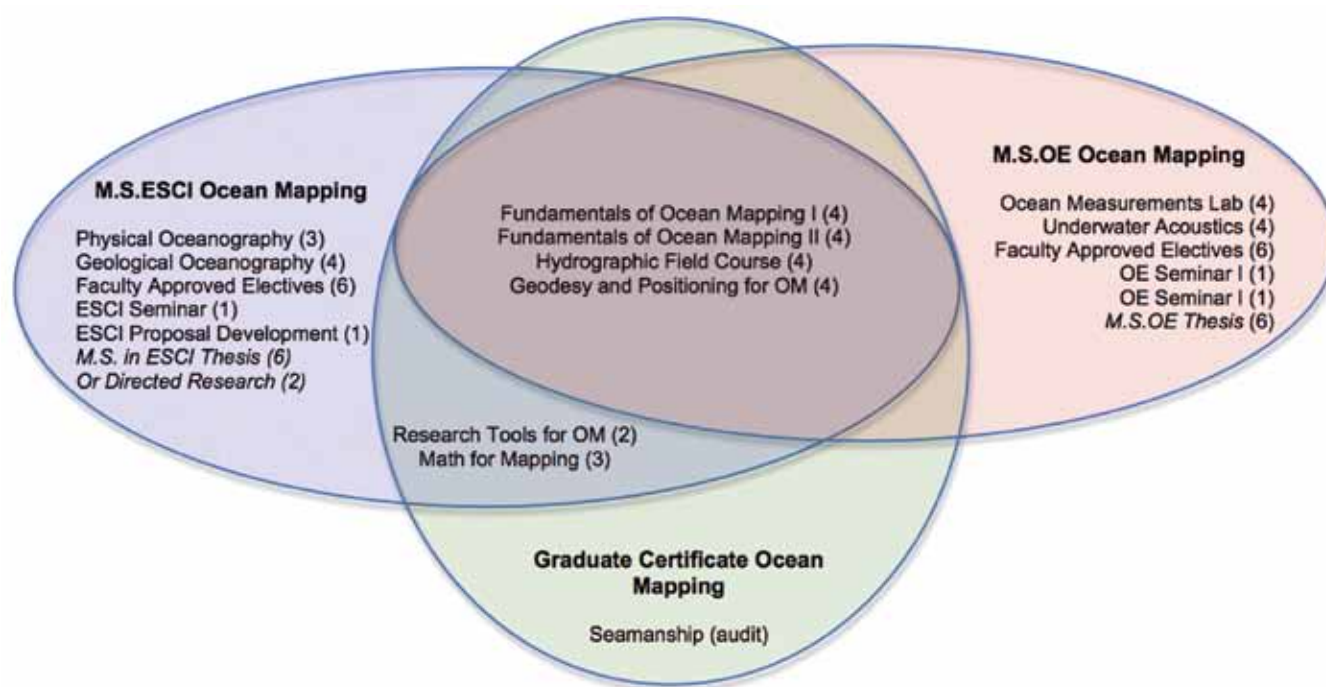 M.S.ESCI Ocean Mapping
Physical Oceanography (3)
Geological Oceanography (4)
Faculty Approved Electives (6)
ESCI Seminar (1)
ESCI Proposal Development (1)
M.S. in ESCI Thesis (6)
Or Directed Research (2)
Fundamentals of Ocean Mapping I (4)
Fundamentals of Ocean Mapping II (4)
Hydrographic Field Course (4)
Geodesy and Positioning for OM (4)
M.S.OE Ocean Mapping
Ocean Measurements Lab (4)
Underwater Acoustics (4)
Faculty Approved Electives (6)
OE Seminar I (1)
OE Seminar I (1)
M.S.OE Thesis (6)
Research Tools for OM (2)
Math for Mapping (3)
Graduate Certificate Ocean
Mapping
Seamanship (audit)